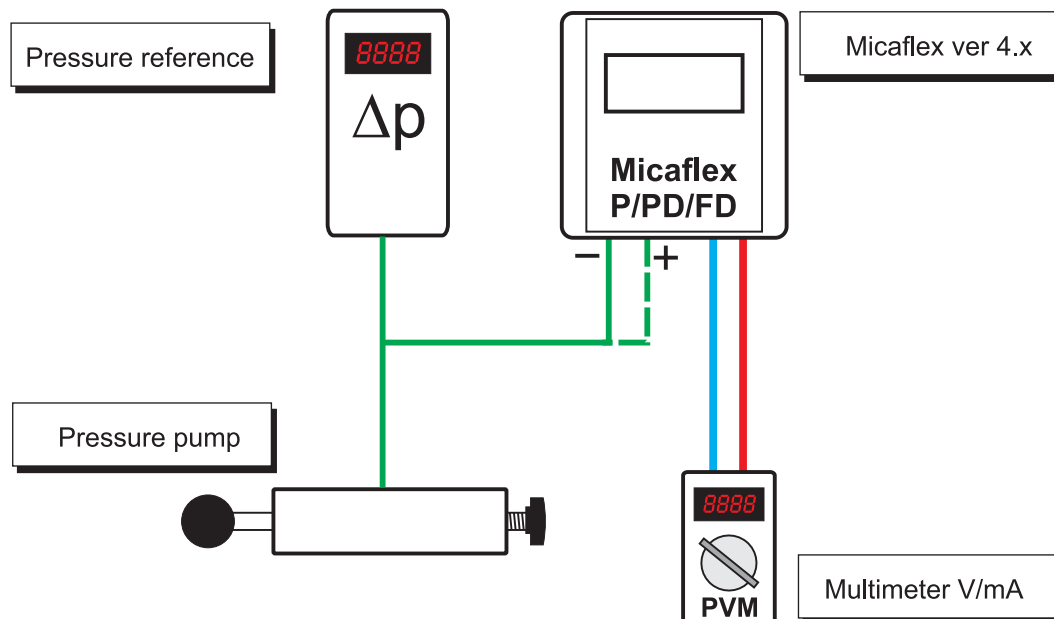 Pressure reference
8888
Δp
Micaflex ver 4.x
Micaflex
P/PD/FD
− +
Pressure pump
8888
PVM
Multimeter V/mA